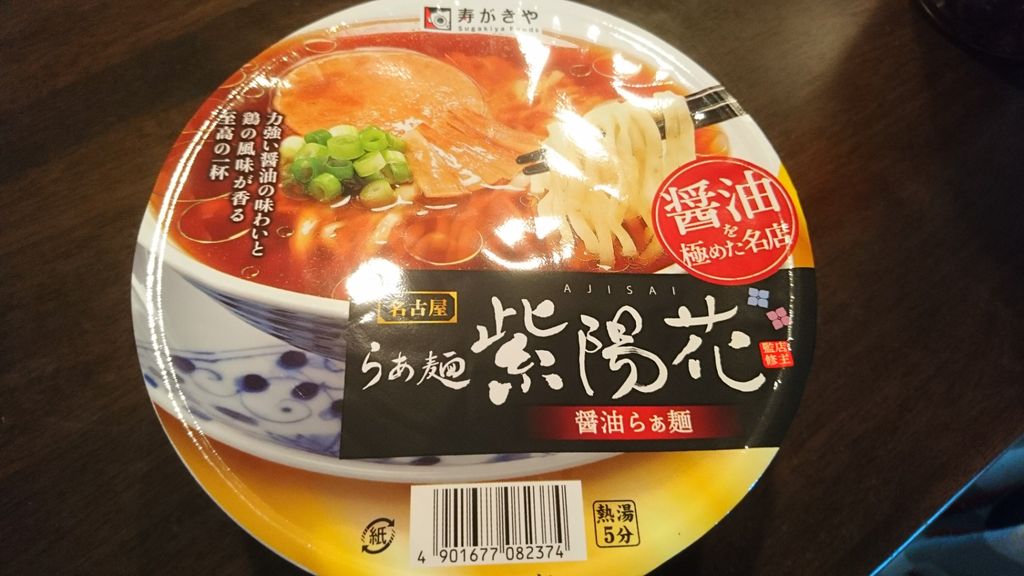 寿がきや
Sugakiya Foods
力強い醤油の味わいと
鶏の風味が香る
至高の一杯
醤油
を
極めた名店
AJISAI
名古屋
らぁ麺 紫陽花
店主
監修
醤油らぁ麺
紙
4 901677 082374
熱湯
5分